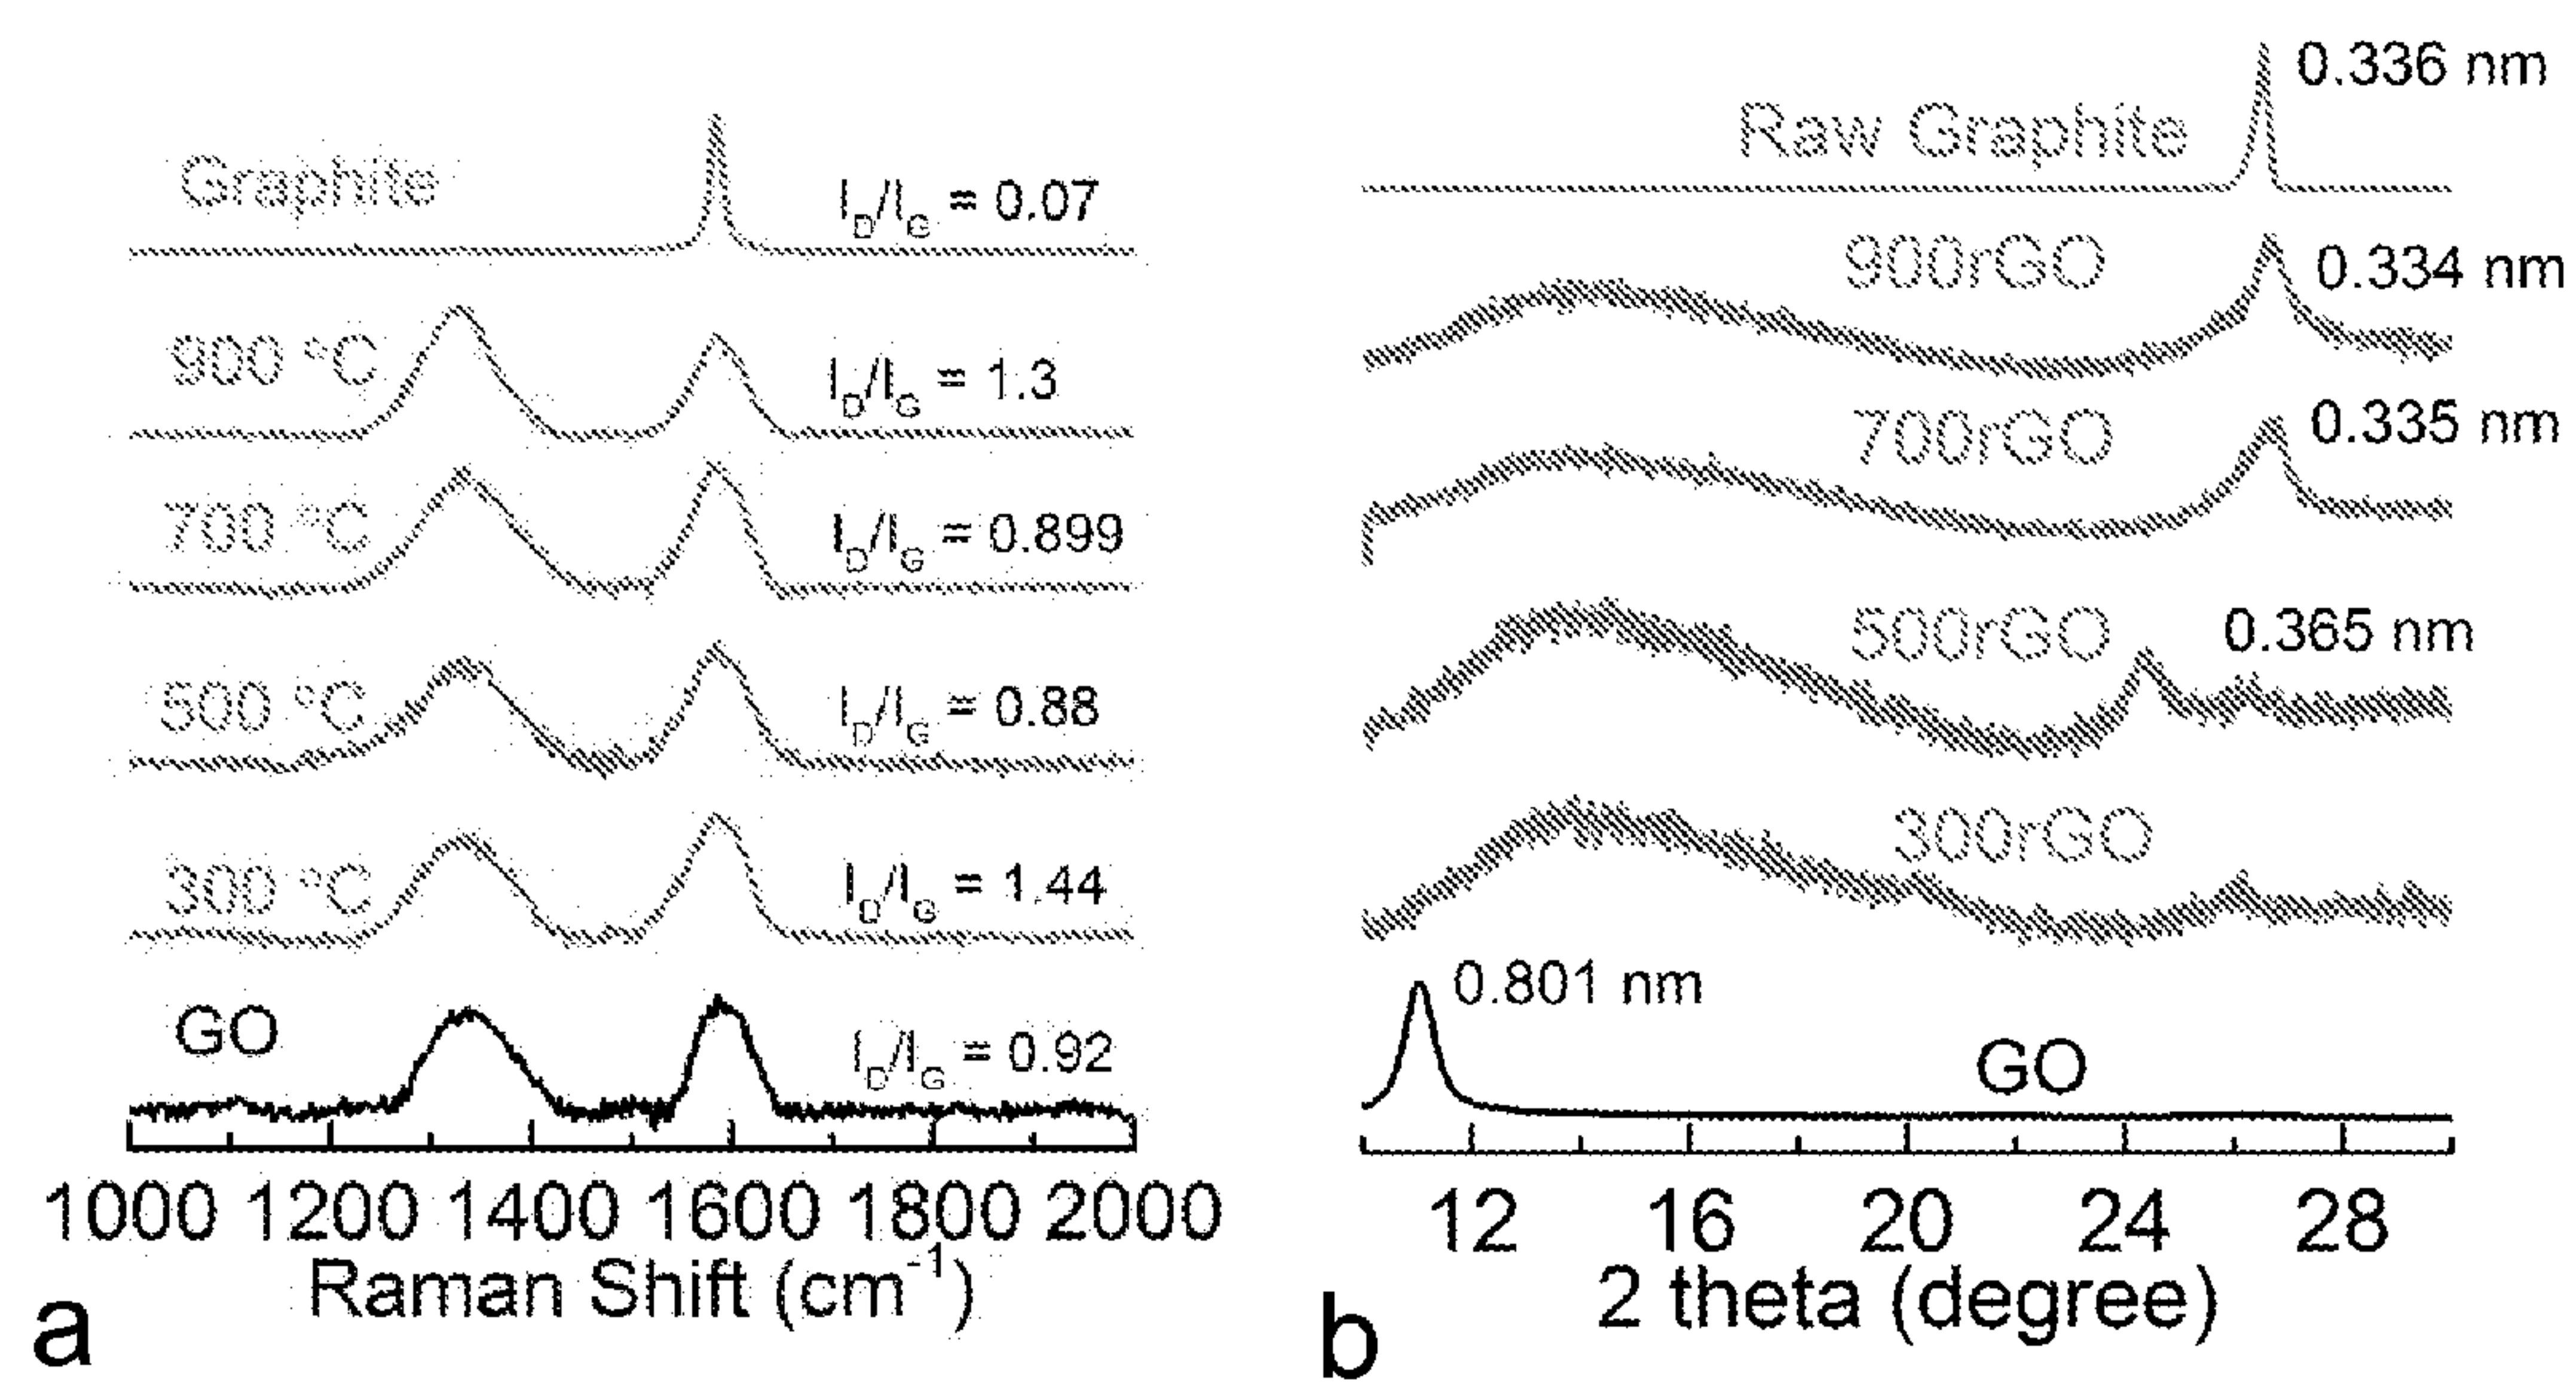 Graphite
I_D/I_G = 0.07
900 °C
I_D/I_G = 1.3
700 °C
I_D/I_G = 0.899
500 °C
I_D/I_G = 0.88
300 °C
I_D/I_G = 1.44
GO
I_D/I_G = 0.92
1000 1200 1400 1600 1800 2000
Raman Shift (cm⁻¹)
a
0.336 nm
Raw Graphite
900rGO
0.334 nm
700rGO
0.335 nm
500rGO
0.365 nm
300rGO
0.801 nm
GO
12 16 20 24 28
2 theta (degree)
b